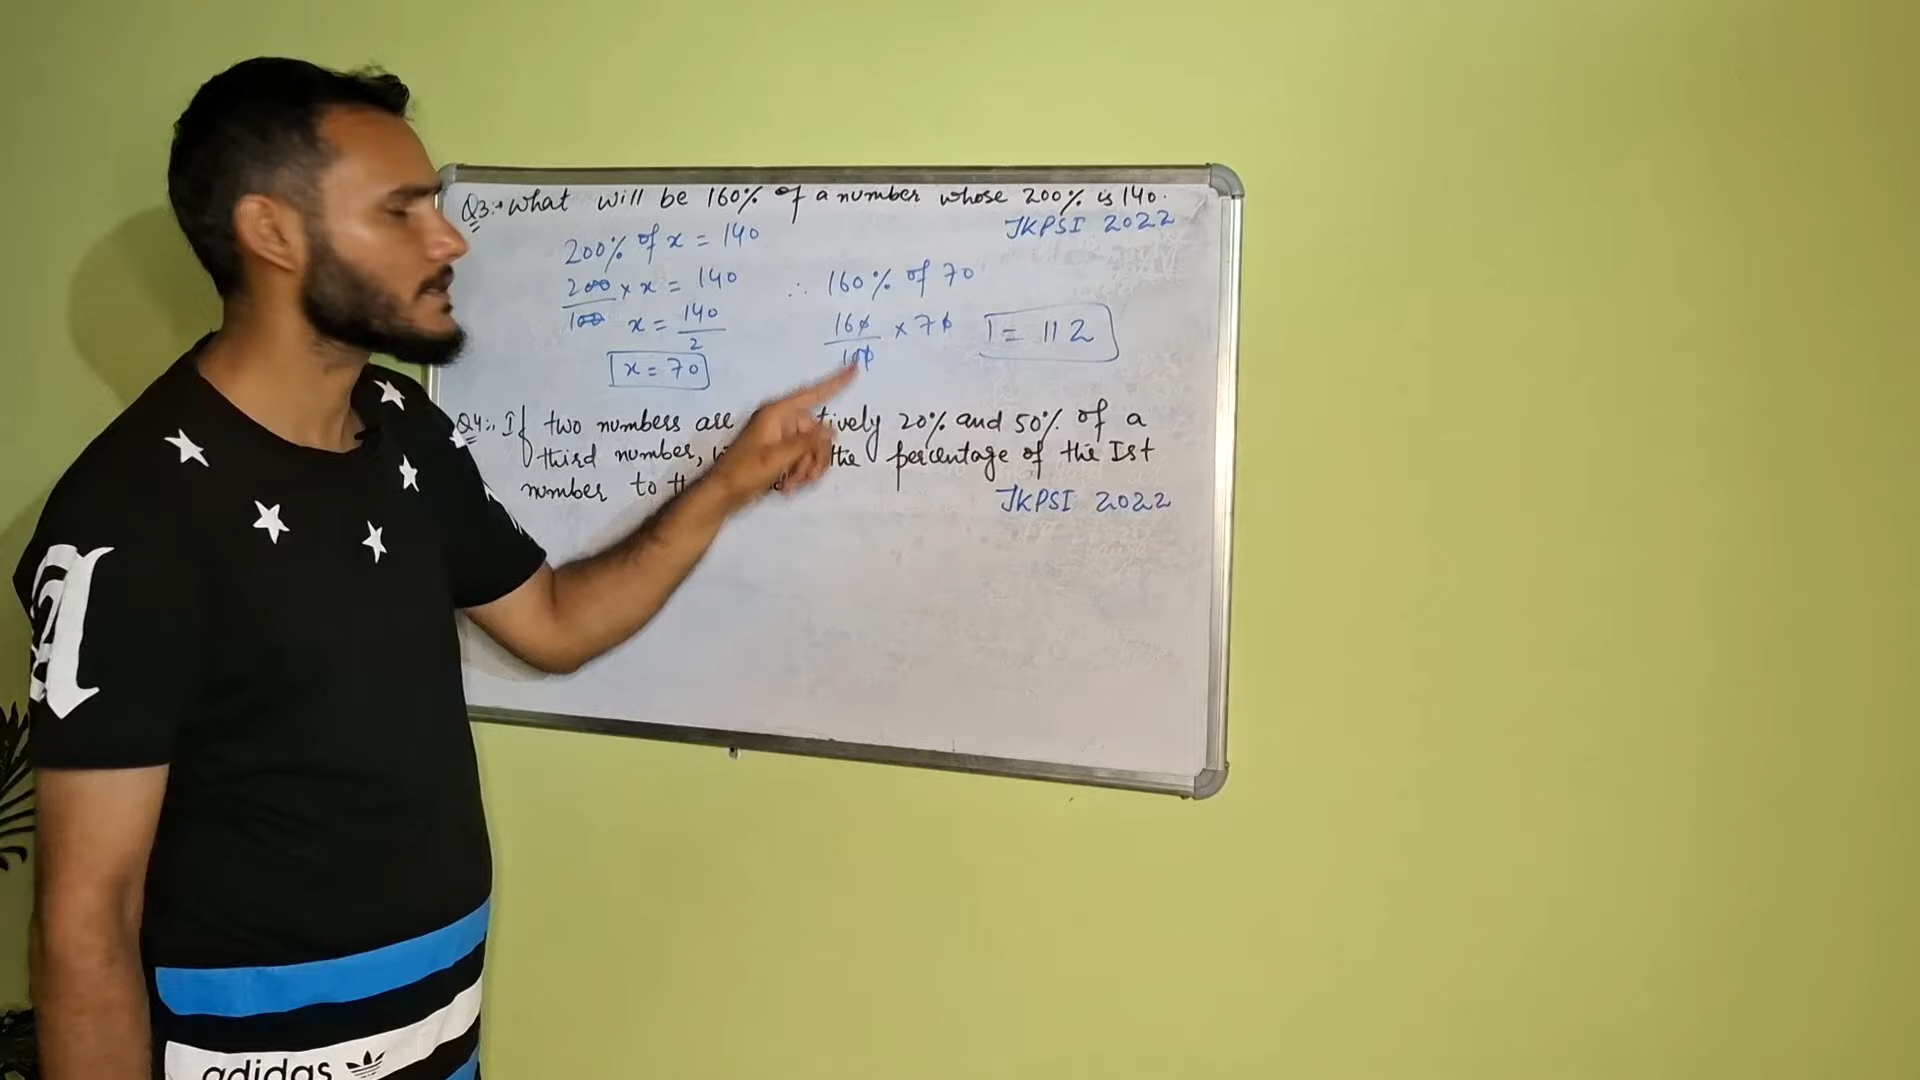 Q3:→ What will be 160% of a number whose 200% is 140.
JKPSI 2022
200% of x = 140
200/100 × x = 140
x = 140/2
x = 70
∴ 160% of 70
160/100 × 70 = 112
Q4:. If two numbers are 20% and 50% of a
third number, the percentage of the Ist
number to
JKPSI 2022
adidas